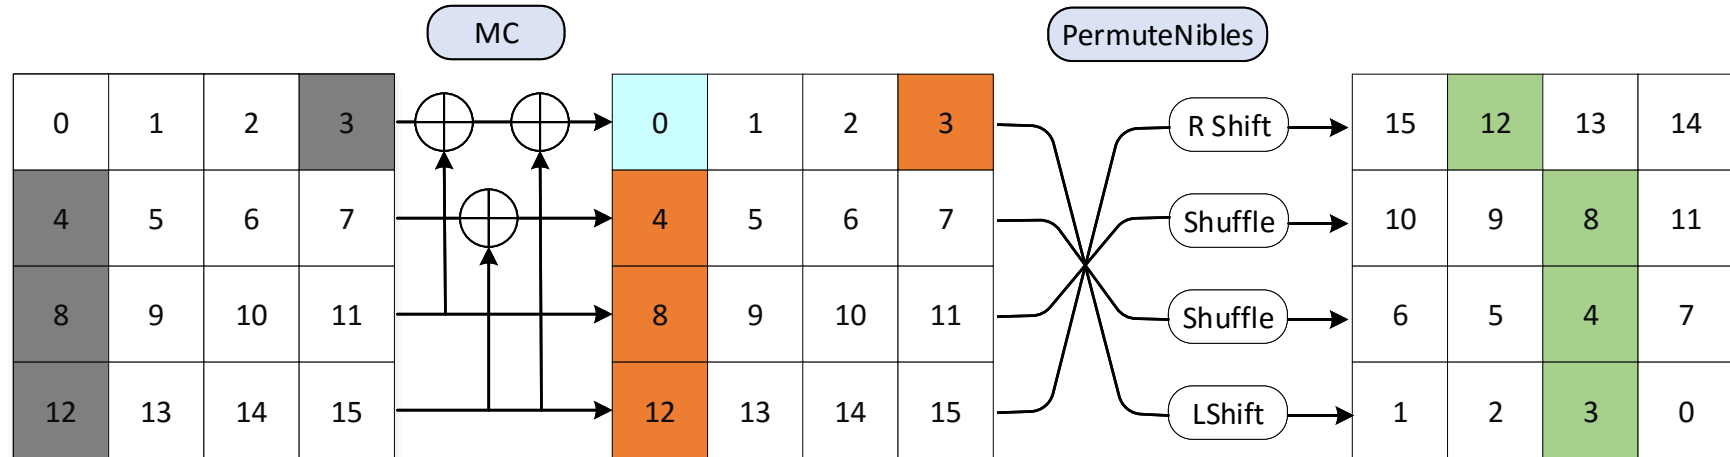 MC PermuteNibles
0 1 2 3 0 1 2 3 R Shift 15 12 13 14
4 5 6 7 4 5 6 7 Shuffle 10 9 8 11
8 9 10 11 8 9 10 11 Shuffle 6 5 4 7
12 13 14 15 12 13 14 15 LShift 1 2 3 0